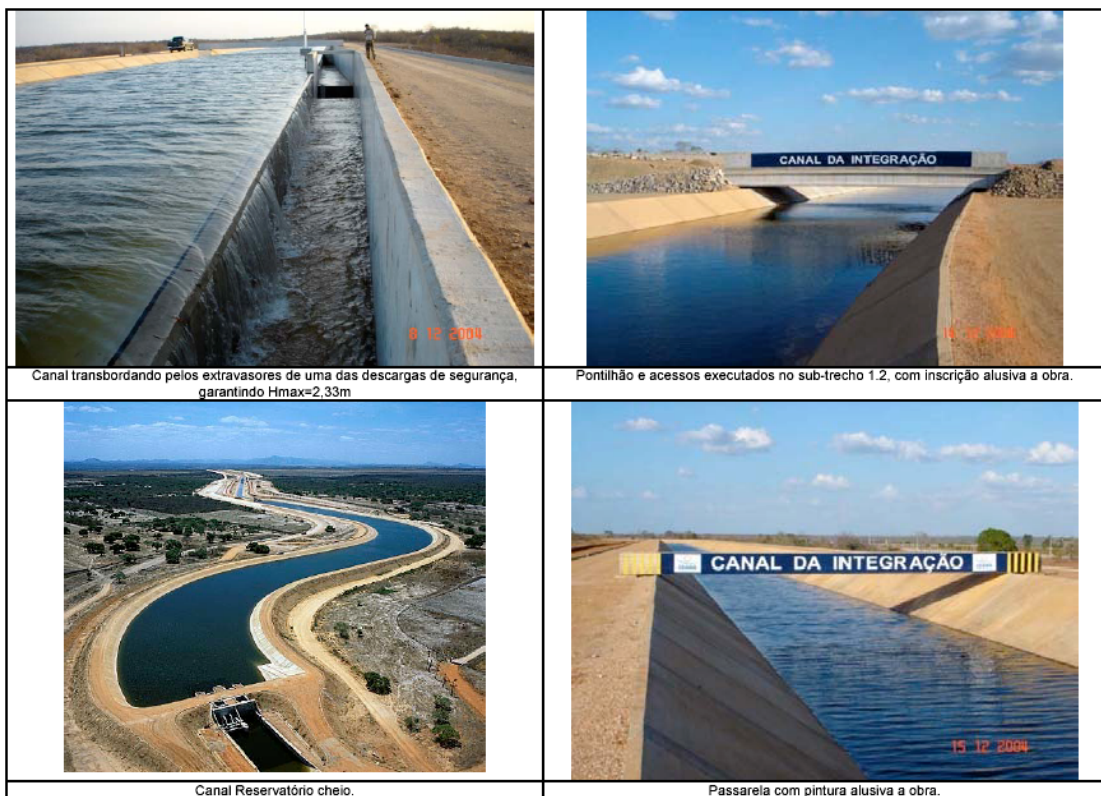 8 12 2004
CANAL DA INTEGRAÇÃO
Canal transbordando pelos extravasores de uma das descargas de segurança,
garantindo Hmax=2,33m
Pontilhão e acessos executados no sub-trecho 1.2, com inscrição alusiva a obra.
CANAL DA INTEGRAÇÃO
15 12 2004
Canal Reservatório cheio.
Passarela com pintura alusiva a obra.